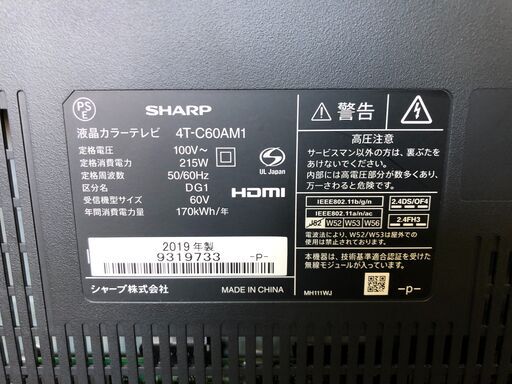 PS
E
SHARP
液晶カラーテレビ 4T-C60AM1
定格電圧 100V～
定格消費電力 215W
定格周波数 50/60Hz
区分名 DG1
受信機型サイズ 60V
年間消費電力量 170kWh/年
UL Japan
HDMI
2019年製
9319733 -P-
シャープ株式会社 MADE IN CHINA
警告
高圧注意
サービスマン以外は、裏ぶたを
あけないでください。
内部には高圧部分が数多くあり、
万一さわると危険です。
IEEE802.11b/g/n 2.4DS/OF4
IEEE802.11a/n/ac
J52 W52 W53 W56 2.4FH3
電波法により、W52/W53は屋外での
使用は禁止されています。
本機器は、技術基準適合認証を受けた
無線モジュールが入っています。
MH111WJ -p-